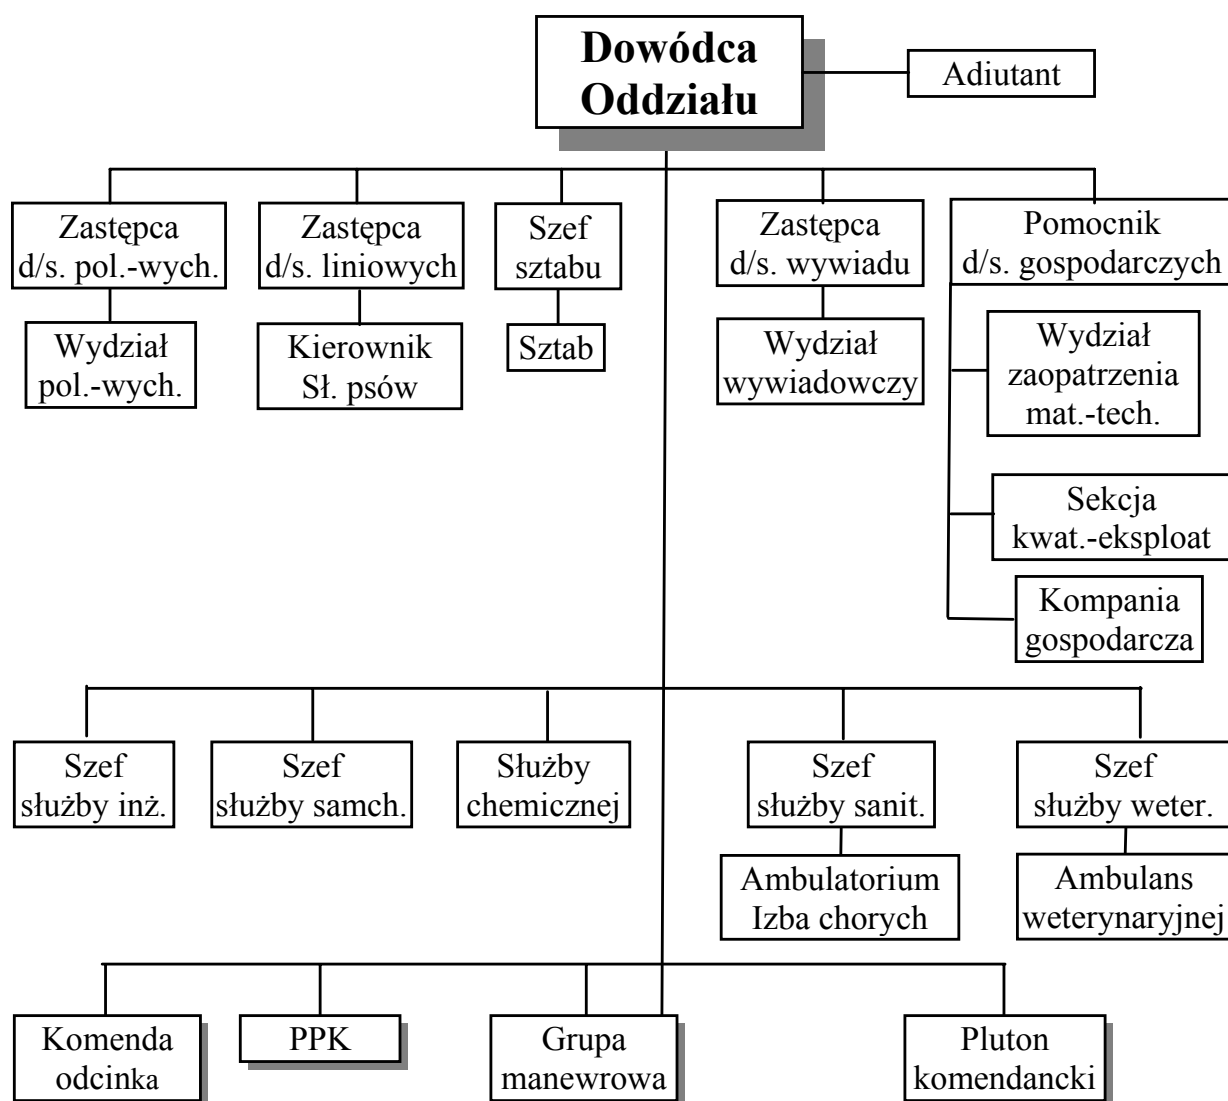 Dowódca
Oddziału
Adiutant
Zastępca
d/s. pol.-wych.
Zastępca
d/s. liniowych
Szef
sztabu
Zastępca
d/s. wywiadu
Pomocnik
d/s. gospodarczych
Wydział
pol.-wych.
Kierownik
Sł. psów
Sztab
Wydział
wywiadowczy
Wydział
zaopatrzenia
mat.-tech.
Sekcja
kwat.-eksploat
Kompania
gospodarcza
Szef
służby inż.
Szef
służby samch.
Służby
chemicznej
Szef
służby sanit.
Szef
służby weter.
Ambulatorium
Izba chorych
Ambulans
weterynaryjnej
Komenda
odcinka
PPK
Grupa
manewrowa
Pluton
komendancki